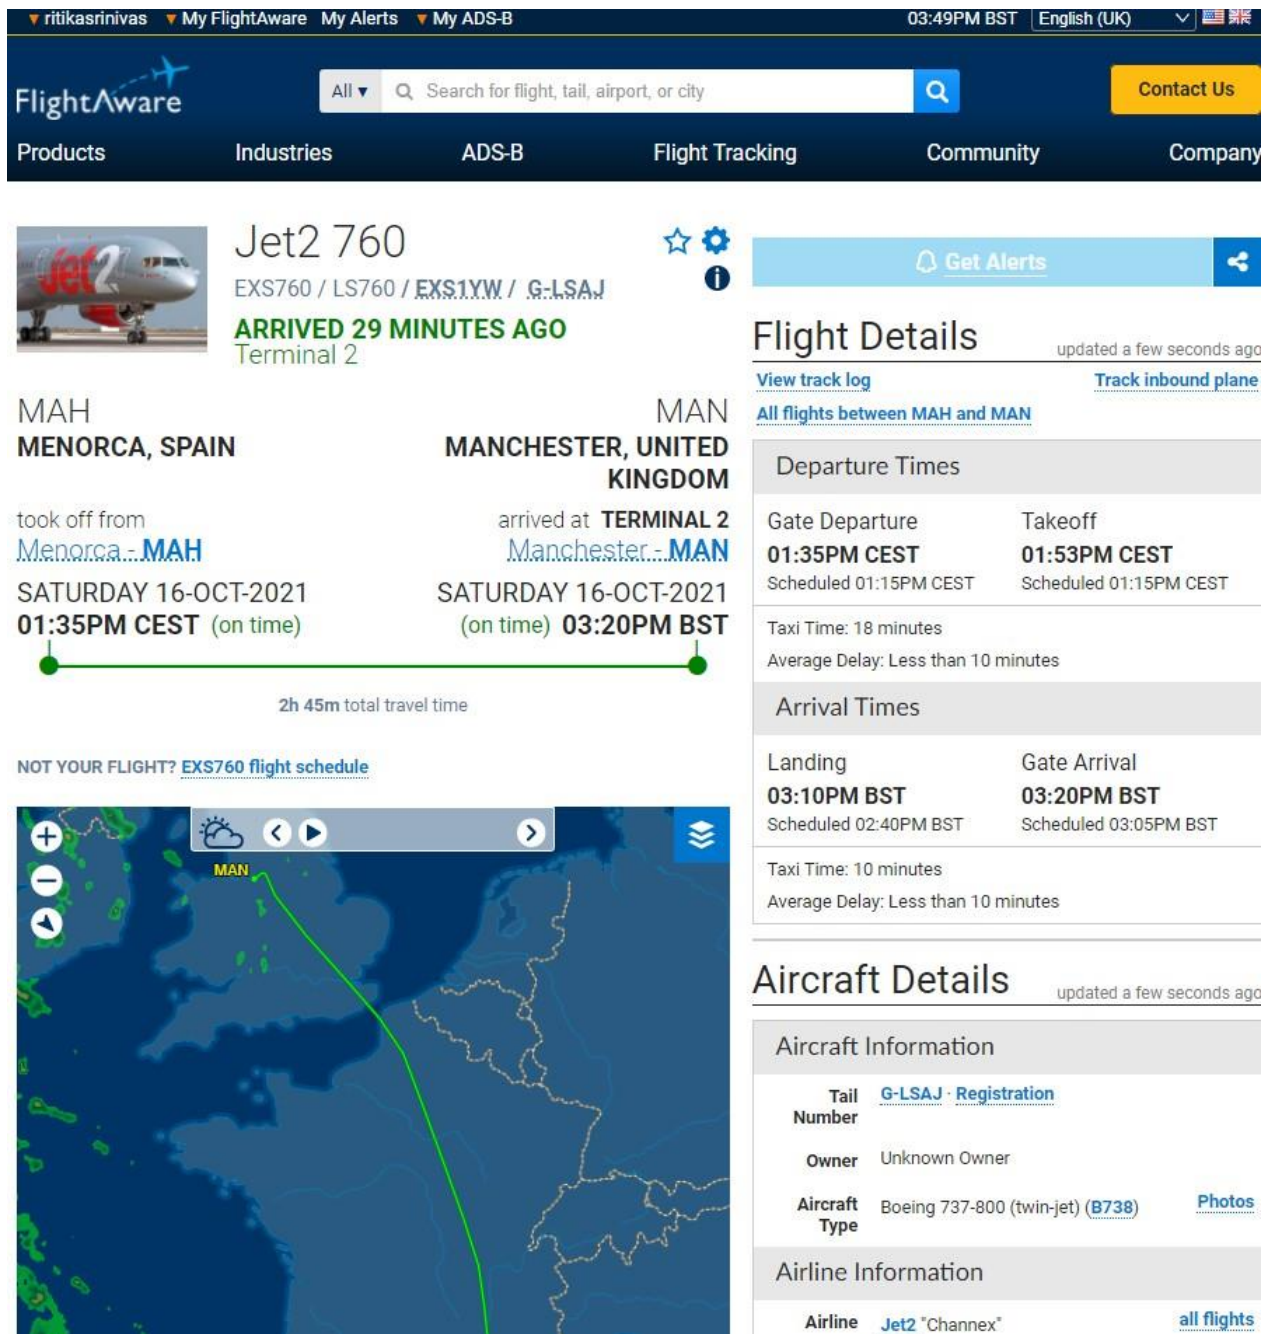 ▼ ritikasrinivas ▼ My FlightAware My Alerts ▼ My ADS-B 03:49PM BST English (UK)
FlightAware All ▾ Search for flight, tail, airport, or city Contact Us
Products Industries ADS-B Flight Tracking Community Company
Jet2
Jet2 760
EXS760 / LS760 / EXS1YW / G-LSAJ
ARRIVED 29 MINUTES AGO
Terminal 2
MAH
MENORCA, SPAIN
MAN
MANCHESTER, UNITED
KINGDOM
took off from
Menorca - MAH
arrived at TERMINAL 2
Manchester - MAN
SATURDAY 16-OCT-2021
01:35PM CEST (on time)
SATURDAY 16-OCT-2021
(on time) 03:20PM BST
2h 45m total travel time
NOT YOUR FLIGHT? EXS760 flight schedule
MAN
Get Alerts
Flight Details updated a few seconds ago
View track log Track inbound plane
All flights between MAH and MAN
Departure Times
Gate Departure Takeoff
01:35PM CEST 01:53PM CEST
Scheduled 01:15PM CEST Scheduled 01:15PM CEST
Taxi Time: 18 minutes
Average Delay: Less than 10 minutes
Arrival Times
Landing Gate Arrival
03:10PM BST 03:20PM BST
Scheduled 02:40PM BST Scheduled 03:05PM BST
Taxi Time: 10 minutes
Average Delay: Less than 10 minutes
Aircraft Details updated a few seconds ago
Aircraft Information
Tail Number G-LSAJ · Registration
Owner Unknown Owner
Aircraft Type Boeing 737-800 (twin-jet) (B738) Photos
Airline Information
Airline Jet2 "Channex" all flights